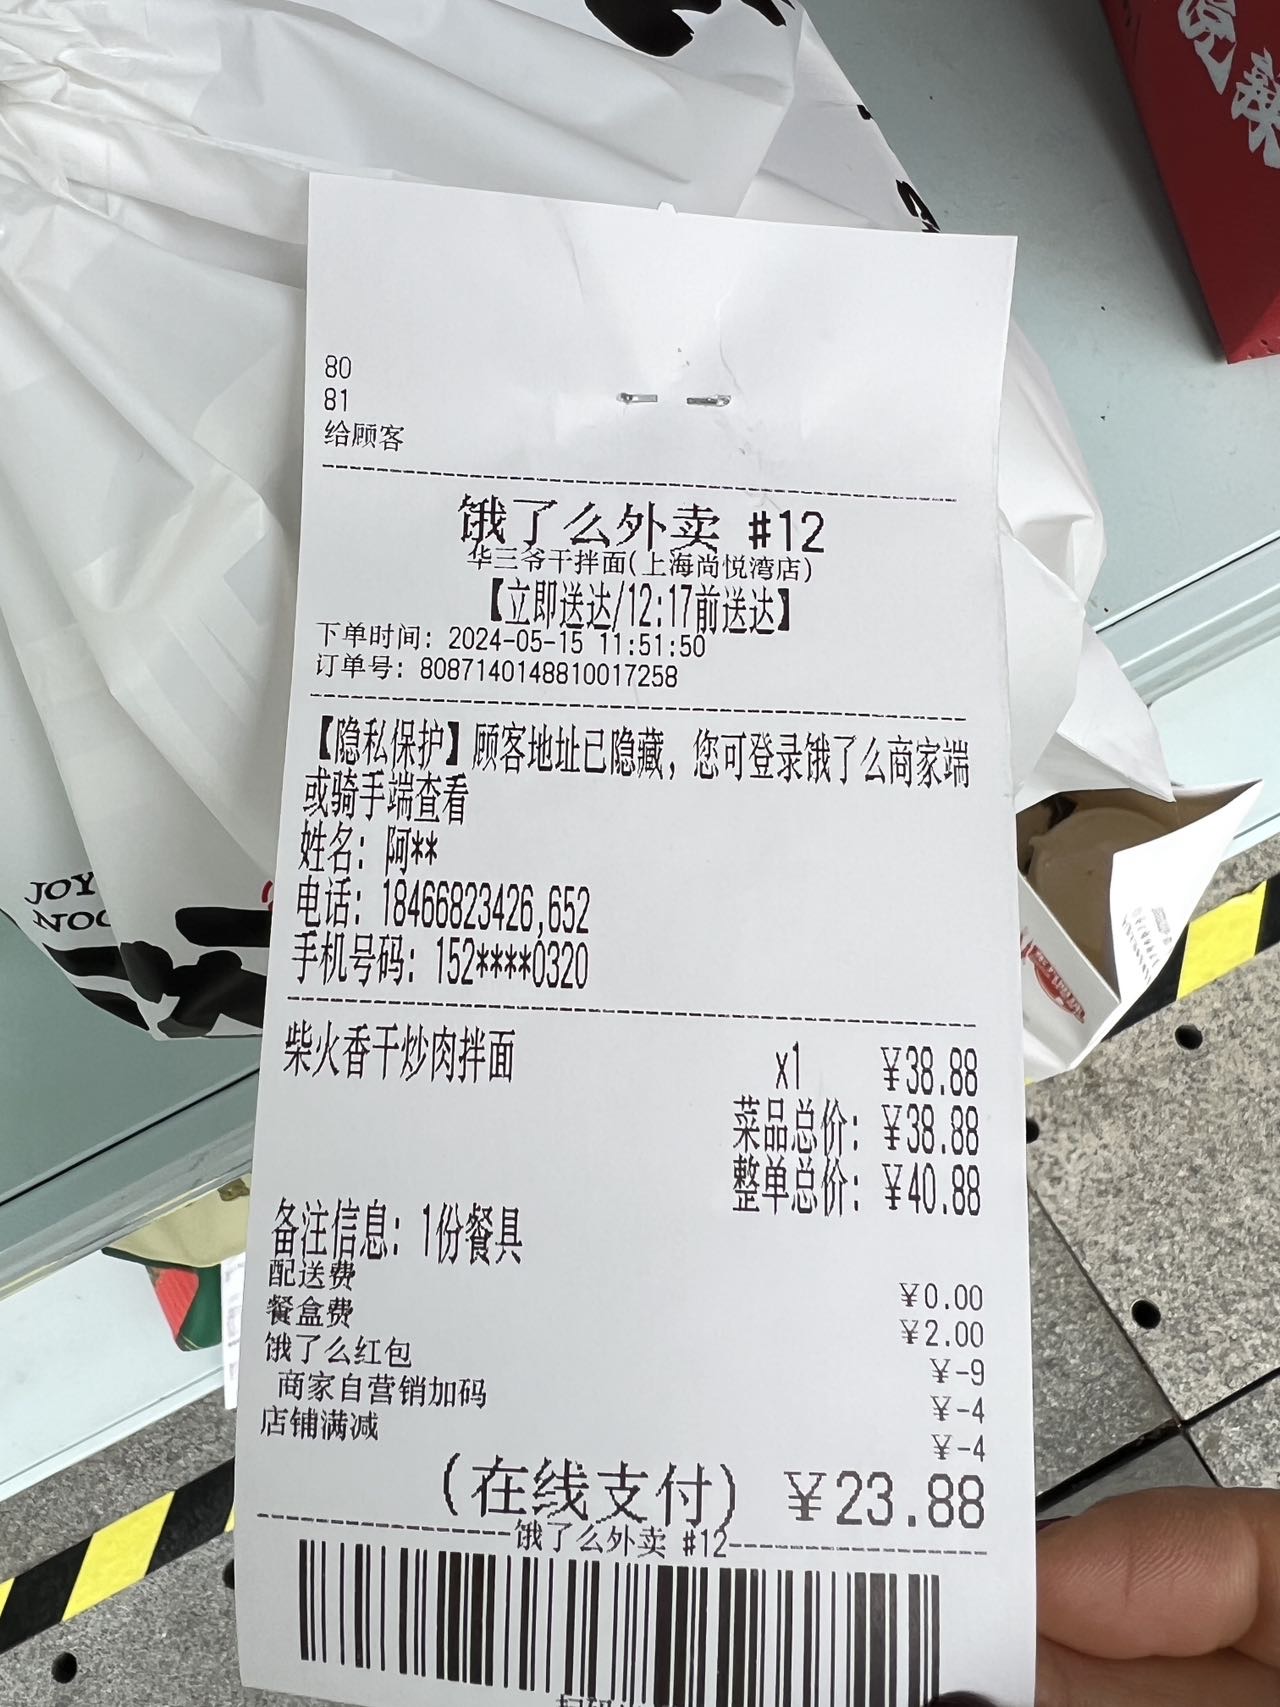 80
81
给顾客
饿了么外卖 #12
华三爷干拌面(上海尚悦湾店)
【立即送达/12:17前送达】
下单时间: 2024-05-15 11:51:50
订单号: 8087140148810017258
【隐私保护】顾客地址已隐藏, 您可登录饿了么商家端
或骑手端查看
姓名: 阿**
电话: 18466823426,652
手机号码: 152****0320
柴火香干炒肉拌面 x1 ¥38.88
菜品总价: ¥38.88
整单总价: ¥40.88
备注信息: 1份餐具
配送费 ¥0.00
餐盒费 ¥2.00
饿了么红包 ¥-9
商家自营销加码 ¥-4
店铺满减 ¥-4
(在线支付) ¥23.88
饿了么外卖 #12
JOY
NOO